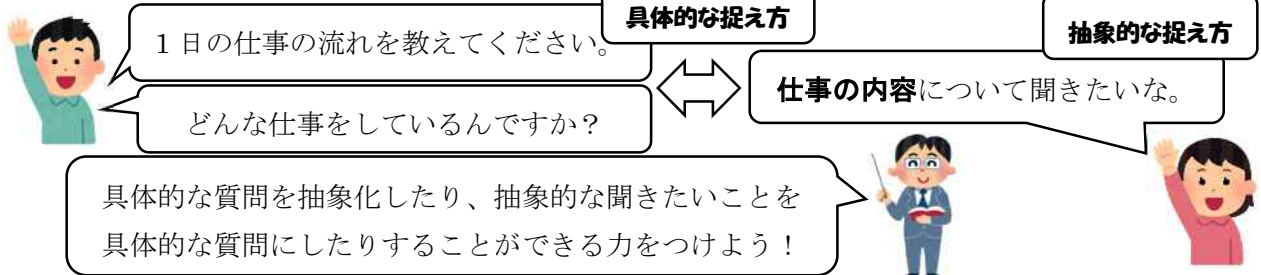 具体的な捉え方
１日の仕事の流れを教えてください。
どんな仕事をしているんですか？
抽象的な捉え方
仕事の内容について聞きたいな。
具体的な質問を抽象化したり、抽象的な聞きたいことを
具体的な質問にしたりすることができる力をつけよう！